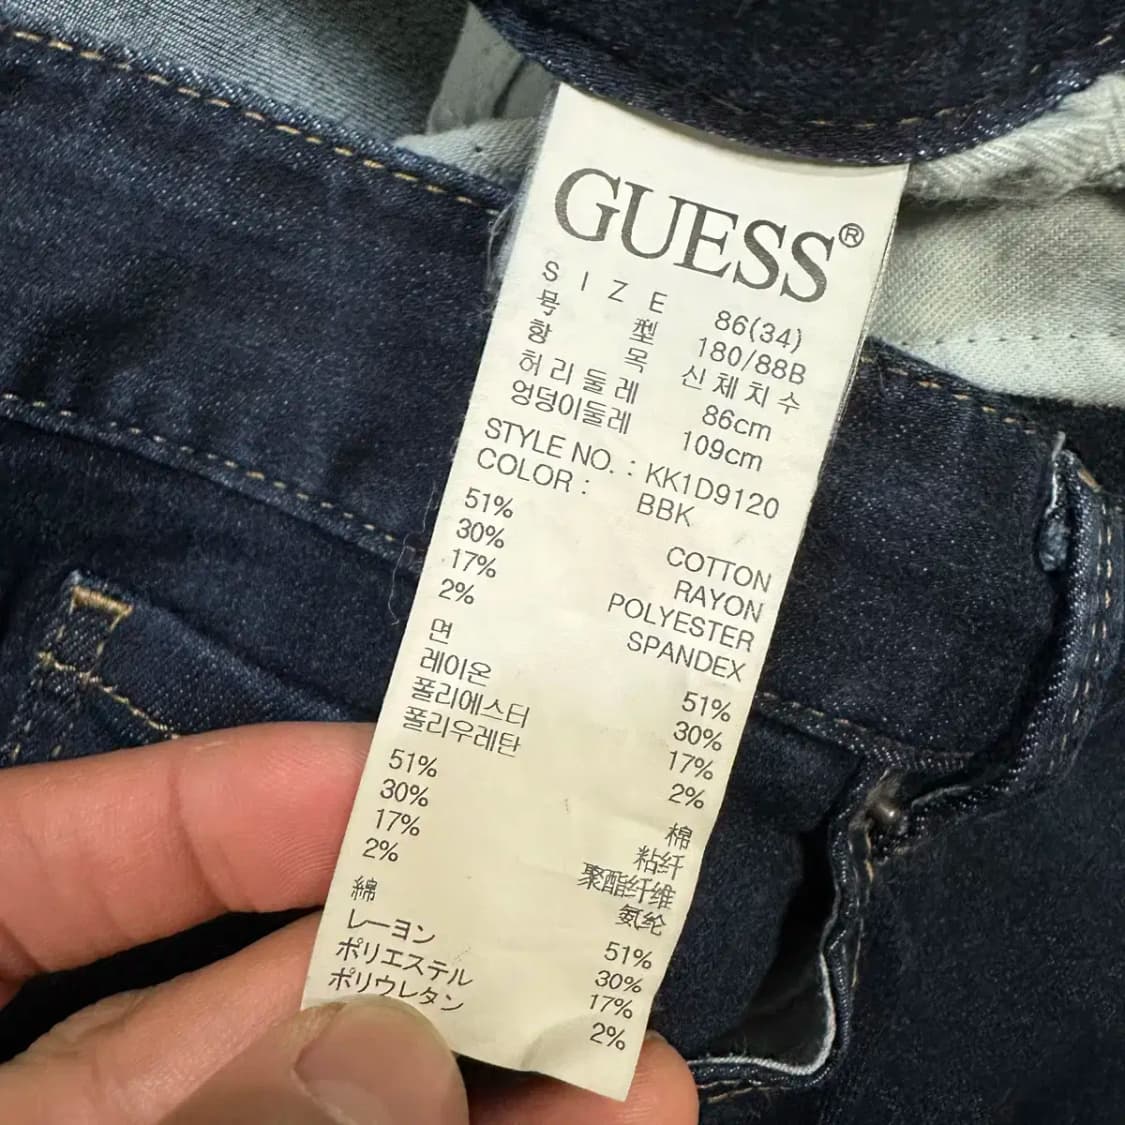 GUESS®
SIZE 86(34)
号型 180/88B
항목 신체치수
허리둘레 86cm
엉덩이둘레 109cm
STYLE NO. : KK1D9120
COLOR : BBK
51% COTTON
30% RAYON
17% POLYESTER
2% SPANDEX
면 51%
레이온 30%
폴리에스터 17%
폴리우레탄 2%
51% 棉
30% 粘纤
17% 聚酯纤维
2% 氨纶
綿 51%
レーヨン 30%
ポリエステル 17%
ポリウレタン 2%